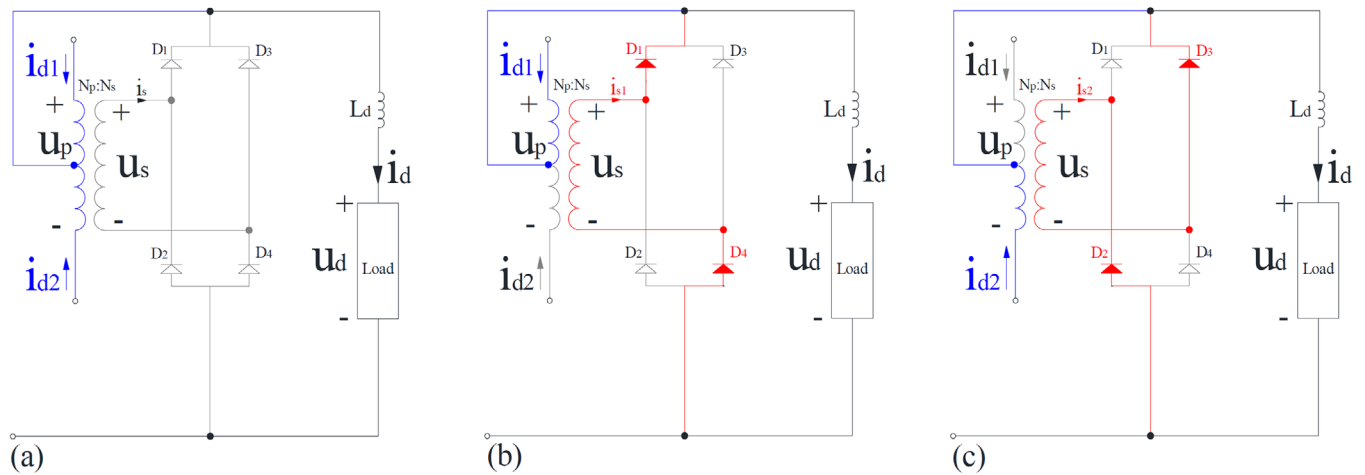 D1
D3
id1
Np:Ns
is
+
+
Ld
up
us
id
-
-
+
D2
D4
ud
Load
id2
-
(a)
D1
D3
id1
Np:Ns
is1
+
+
Ld
up
us
id
-
-
+
D2
D4
ud
Load
id2
-
(b)
D1
D3
id1
Np:Ns
is2
+
+
Ld
up
us
id
-
-
+
D2
D4
ud
Load
id2
-
(c)